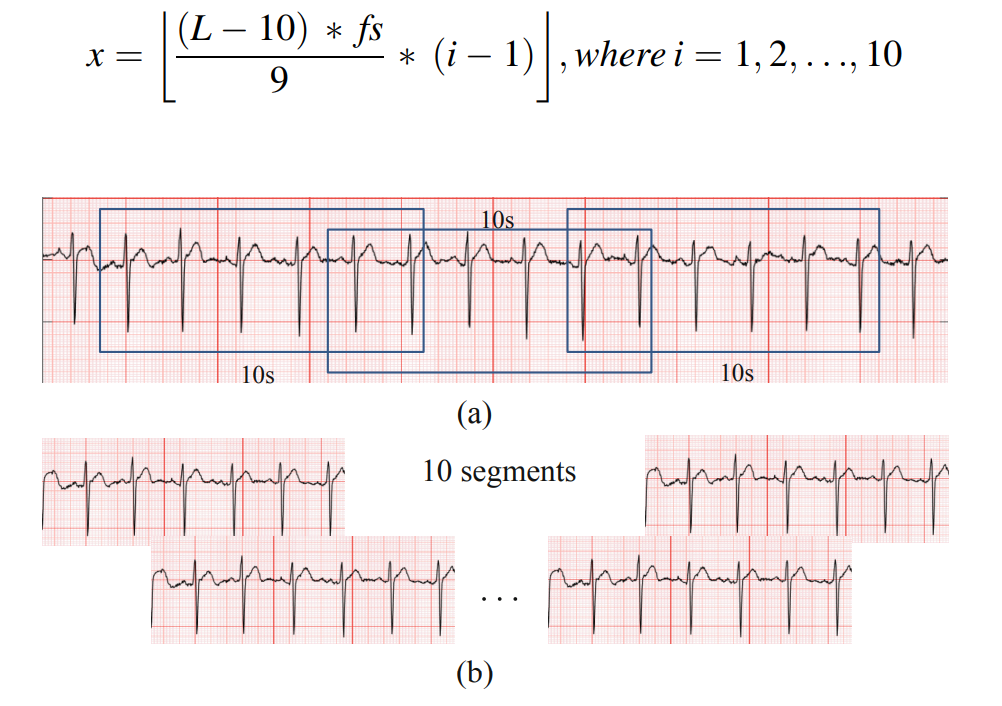 x = ⌊ (L − 10) ∗ fs / 9 ∗ (i − 1) ⌋ , where i = 1, 2, . . . , 10
10s
10s
10s
(a)
10 segments
. . .
(b)